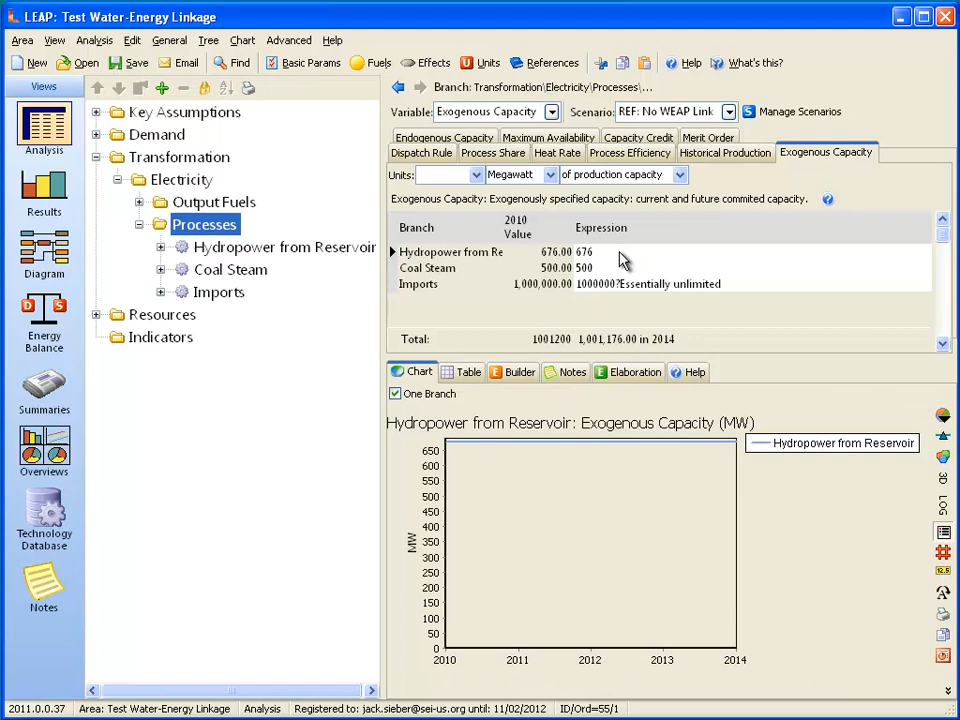 LEAP: Test Water-Energy Linkage
Area View Analysis Edit General Tree Chart Advanced Help
New Open Save Email Find Basic Params Fuels Effects Units References Help What's this?
Views
Analysis
Results
Diagram
Energy
Balance
Summaries
Overviews
Technology
Database
Notes
Key Assumptions
Demand
Transformation
Electricity
Output Fuels
Processes
Hydropower from Reservoir
Coal Steam
Imports
Resources
Indicators
Branch: Transformation\Electricity\Processes\...
Variable: Exogenous Capacity Scenario: REF: No WEAP Link S Manage Scenarios
Endogenous Capacity Maximum Availability Capacity Credit Merit Order
Dispatch Rule Process Share Heat Rate Process Efficiency Historical Production Exogenous Capacity
Units: Megawatt of production capacity
Exogenous Capacity: Exogenously specified capacity: current and future commited capacity.
Branch 2010 Value Expression
Hydropower from Re 676.00 676
Coal Steam 500.00 500
Imports 1,000,000.00 1000000?Essentially unlimited
Total: 1001200 1,001,176.00 in 2014
Chart Table Builder Notes Elaboration Help
One Branch
Hydropower from Reservoir: Exogenous Capacity (MW)
Hydropower from Reservoir
650
600
550
500
450
400
350
300
250
200
150
100
50
0
MW
2010 2011 2012 2013 2014
3D
LOG
12.5
2011.0.0.37 Area: Test Water-Energy Linkage Analysis Registered to: jack.sieber@sei-us.org until: 11/02/2012 ID/Ord=55/1